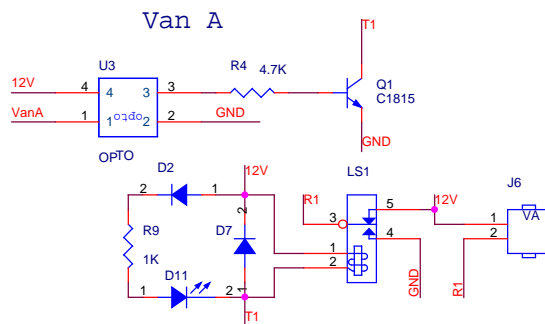 Van A
T1
U3
R4 4.7K
12V 4 4 3 3
Q1
C1815
VanA 1 1 opto 2 2 GND
OPTO
GND
D2 12V LS1
2 1 R1 5 12V J6
3
R9 2 D7 4 1 VA
1K 1 2
2
D11 GND R1
1 2 1
T1